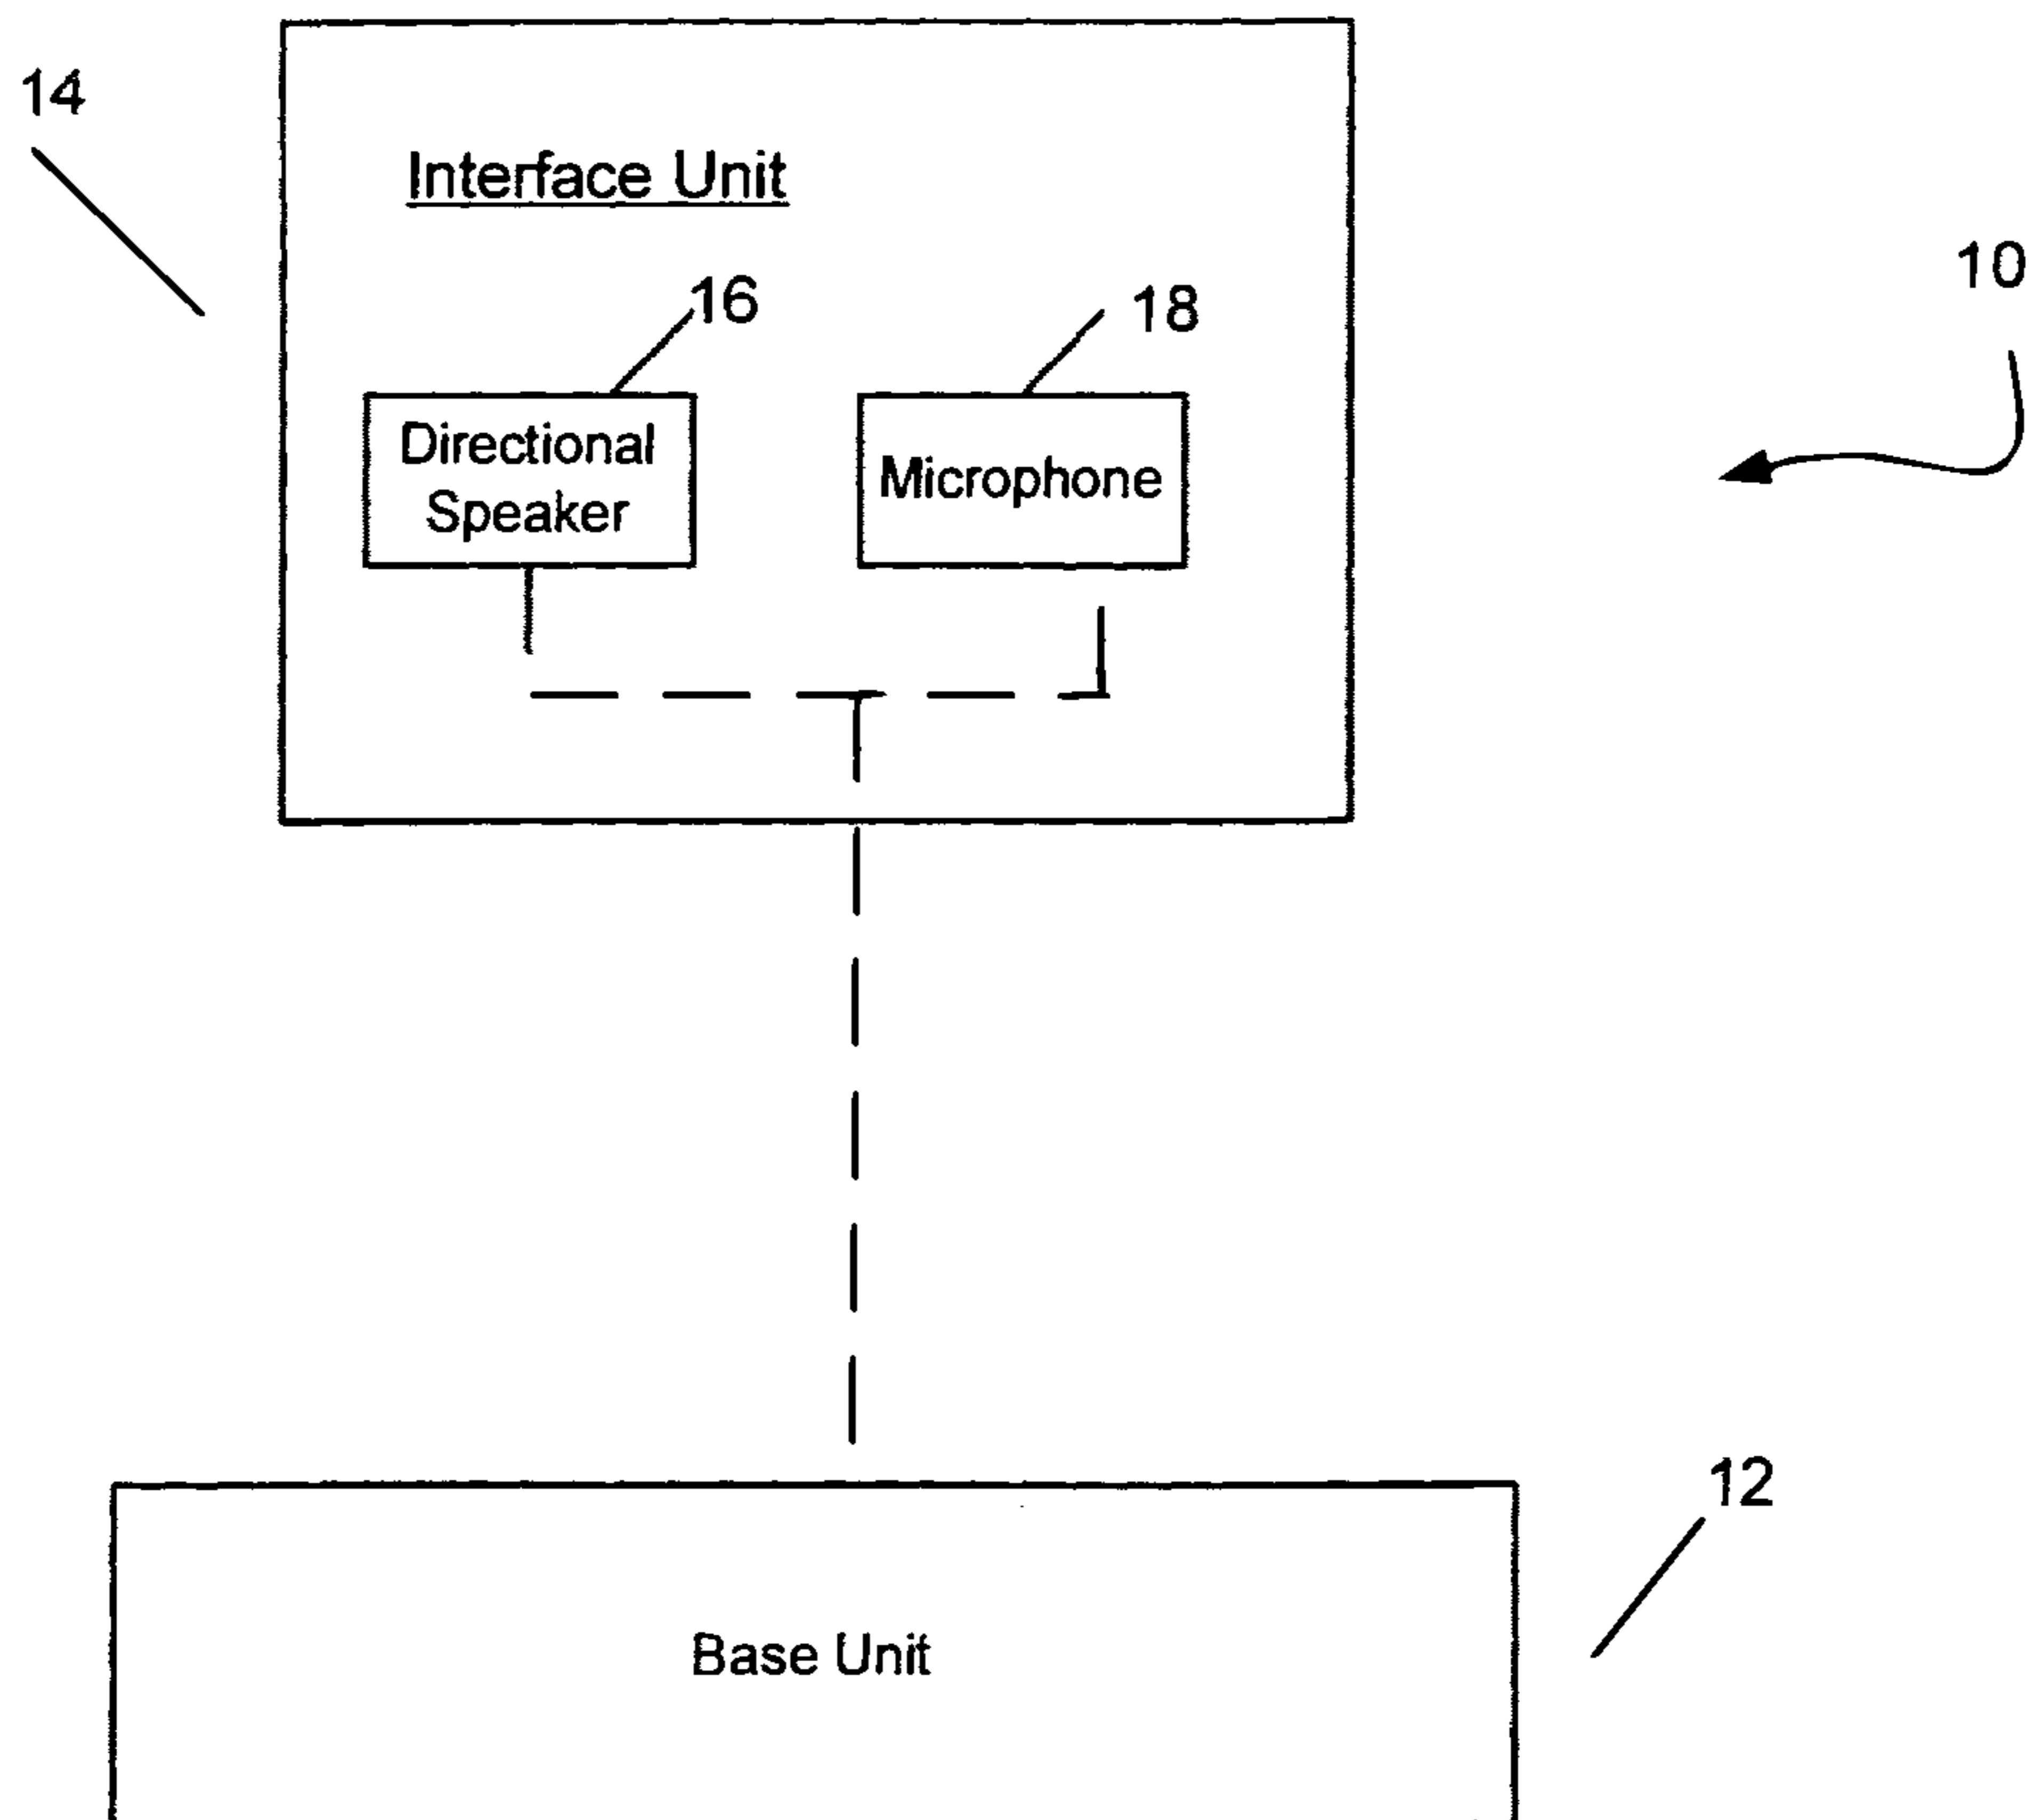 14
Interface Unit
10
16
18
Directional
Speaker
Microphone
12
Base Unit